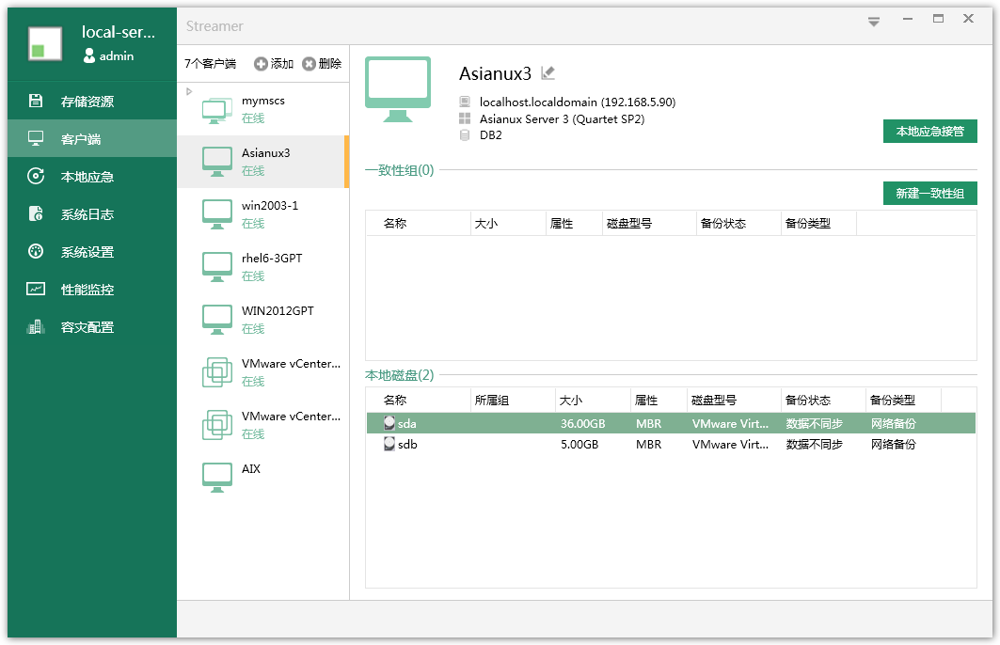 local-ser...
admin
存储资源
客户端
本地应急
系统日志
系统设置
性能监控
容灾配置
Streamer
7个客户端 添加 删除
mymscs
在线
Asianux3
在线
win2003-1
在线
rhel6-3GPT
在线
WIN2012GPT
在线
VMware vCenter...
在线
VMware vCenter...
在线
AIX
Asianux3
localhost.localdomain (192.168.5.90)
Asianux Server 3 (Quartet SP2)
DB2
本地应急接管
一致性组(0)
新建一致性组
名称 大小 属性 磁盘型号 备份状态 备份类型
本地磁盘(2)
名称 所属组 大小 属性 磁盘型号 备份状态 备份类型
sda 36.00GB MBR VMware Virt... 数据不同步 网络备份
sdb 5.00GB MBR VMware Virt... 数据不同步 网络备份